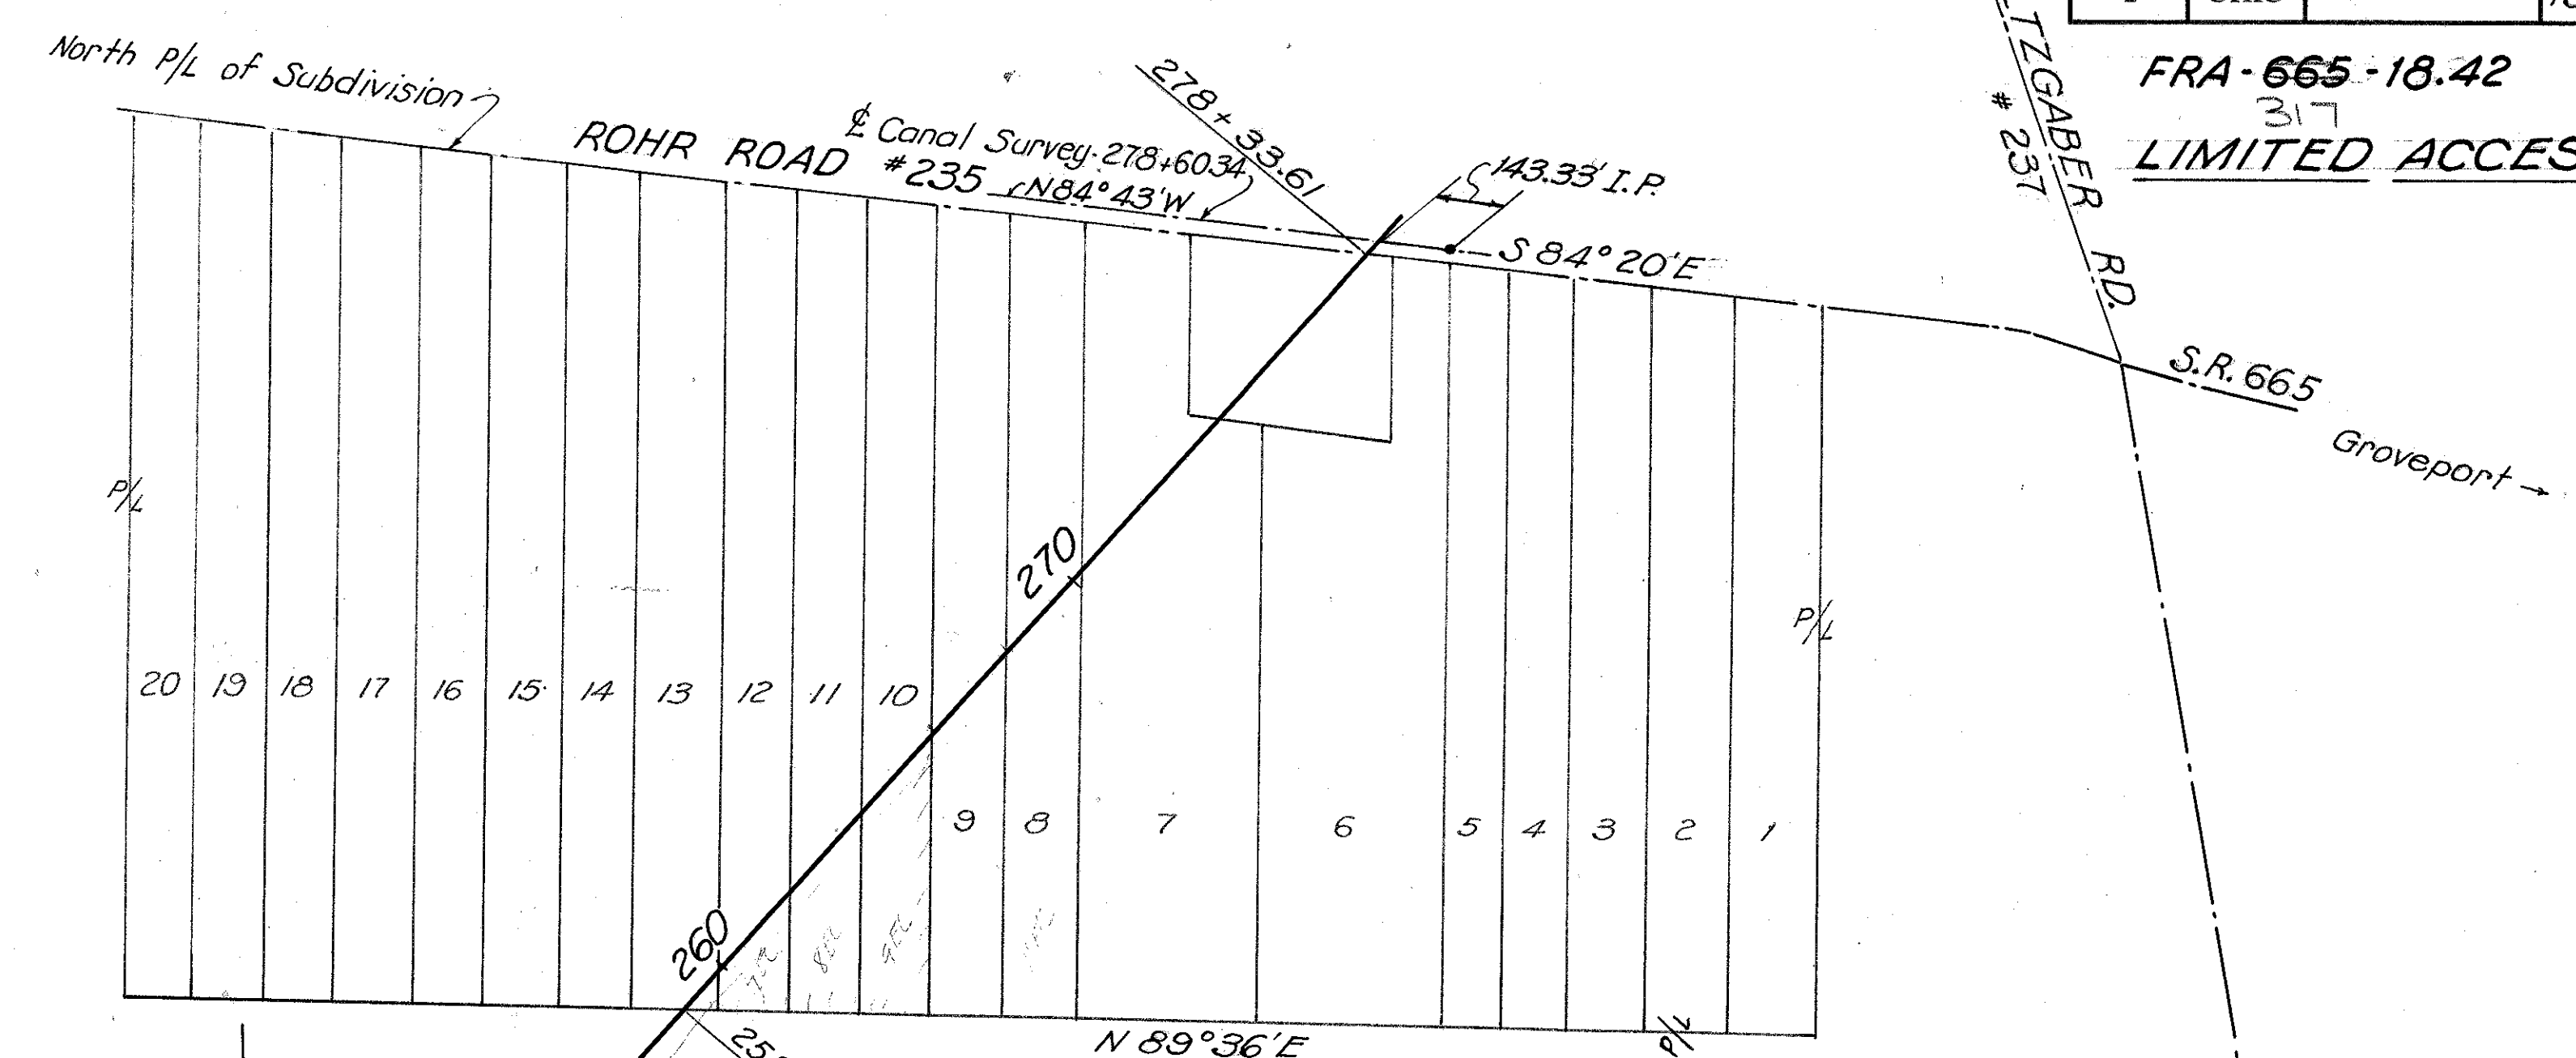 North P/L of Subdivision
ROHR ROAD #235
℄ Canal Survey-278+60.34
N84°43'W
278+33.61
143.33' I.P.
S 84°20'E
TZGABER RD.
# 237
FRA-665-18.42
317
LIMITED ACCES
S.R. 665
Groveport →
P/L
P/L
270
20 19 18 17 16 15 14 13 12 11 10
9 8 7 6 5 4 3 2 1
260
25
N 89°36'E
P/L